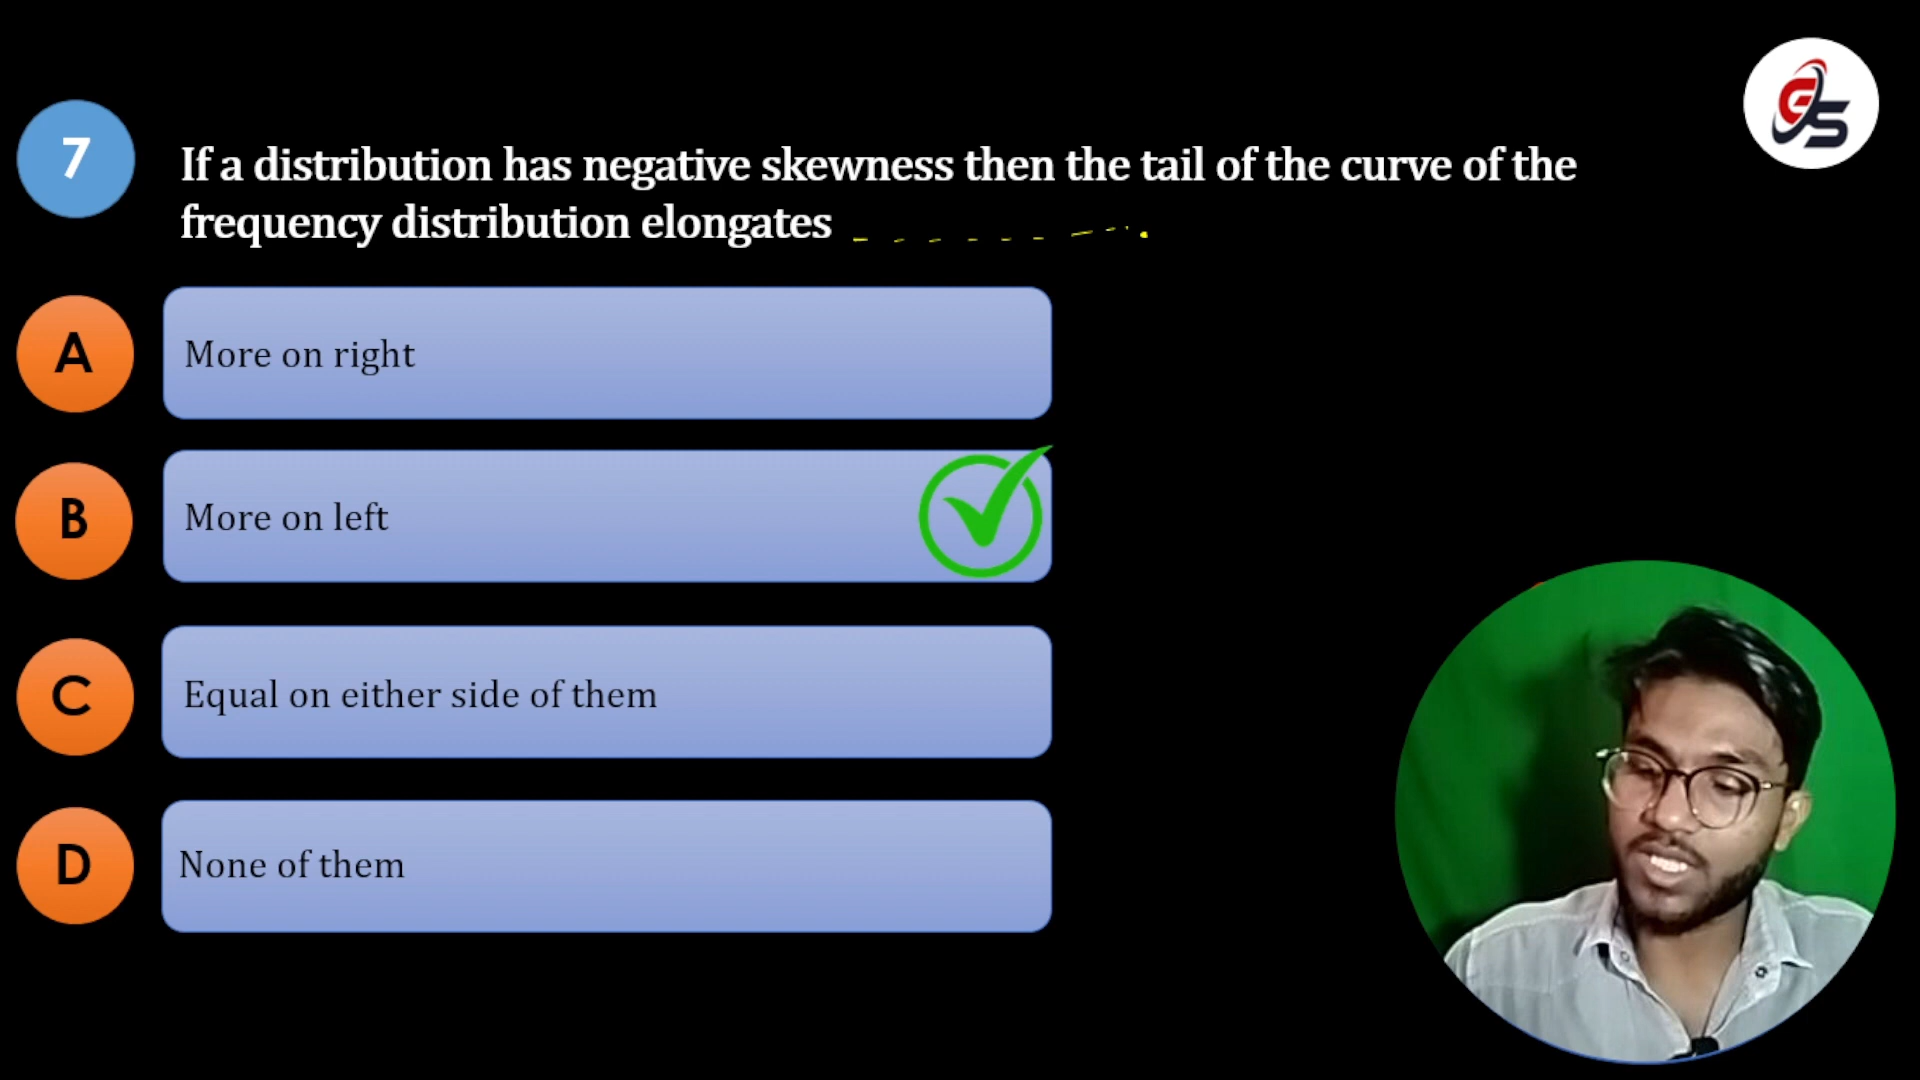 7
If a distribution has negative skewness then the tail of the curve of the
frequency distribution elongates
A
More on right
B
More on left
C
Equal on either side of them
D
None of them
GS